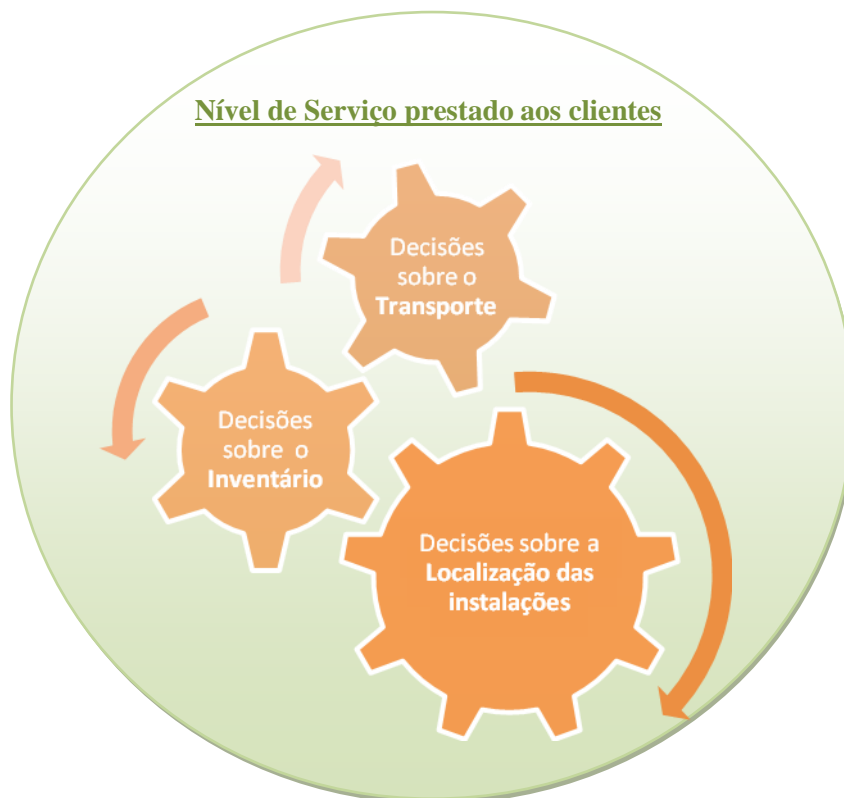 Nível de Serviço prestado aos clientes
Decisões
sobre o
Transporte
Decisões
sobre o
Inventário
Decisões sobre a
Localização das
instalações